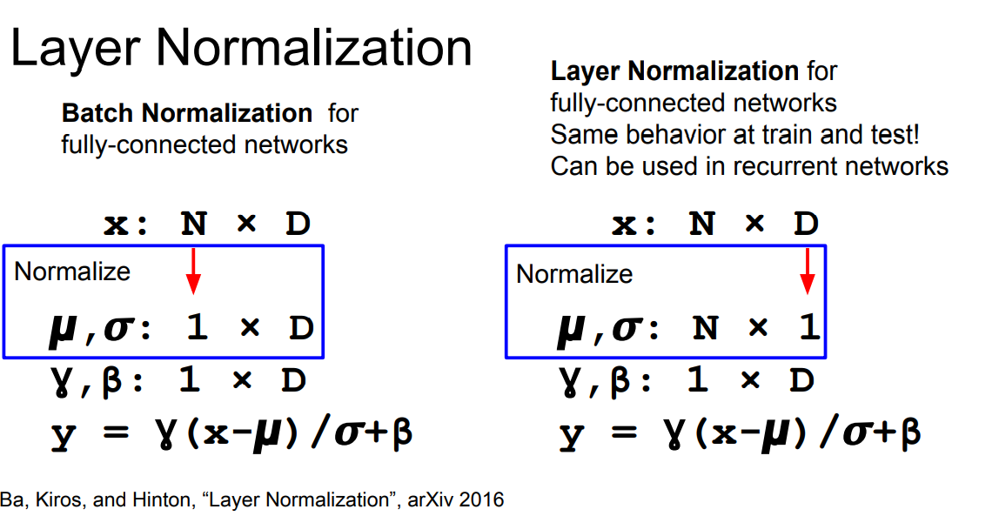 Layer Normalization
Batch Normalization for
fully-connected networks
x: N × D
Normalize
μ,σ: 1 × D
γ,β: 1 × D
y = γ(x-μ)/σ+β
Layer Normalization for
fully-connected networks
Same behavior at train and test!
Can be used in recurrent networks
x: N × D
Normalize
μ,σ: N × 1
γ,β: 1 × D
y = γ(x-μ)/σ+β
Ba, Kiros, and Hinton, “Layer Normalization”, arXiv 2016